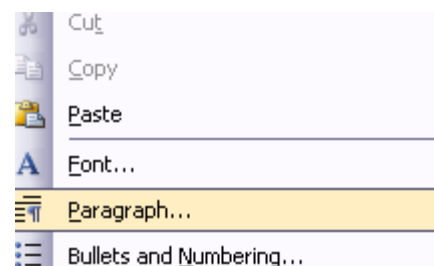 Cut
Copy
Paste
Font...
Paragraph...
Bullets and Numbering...